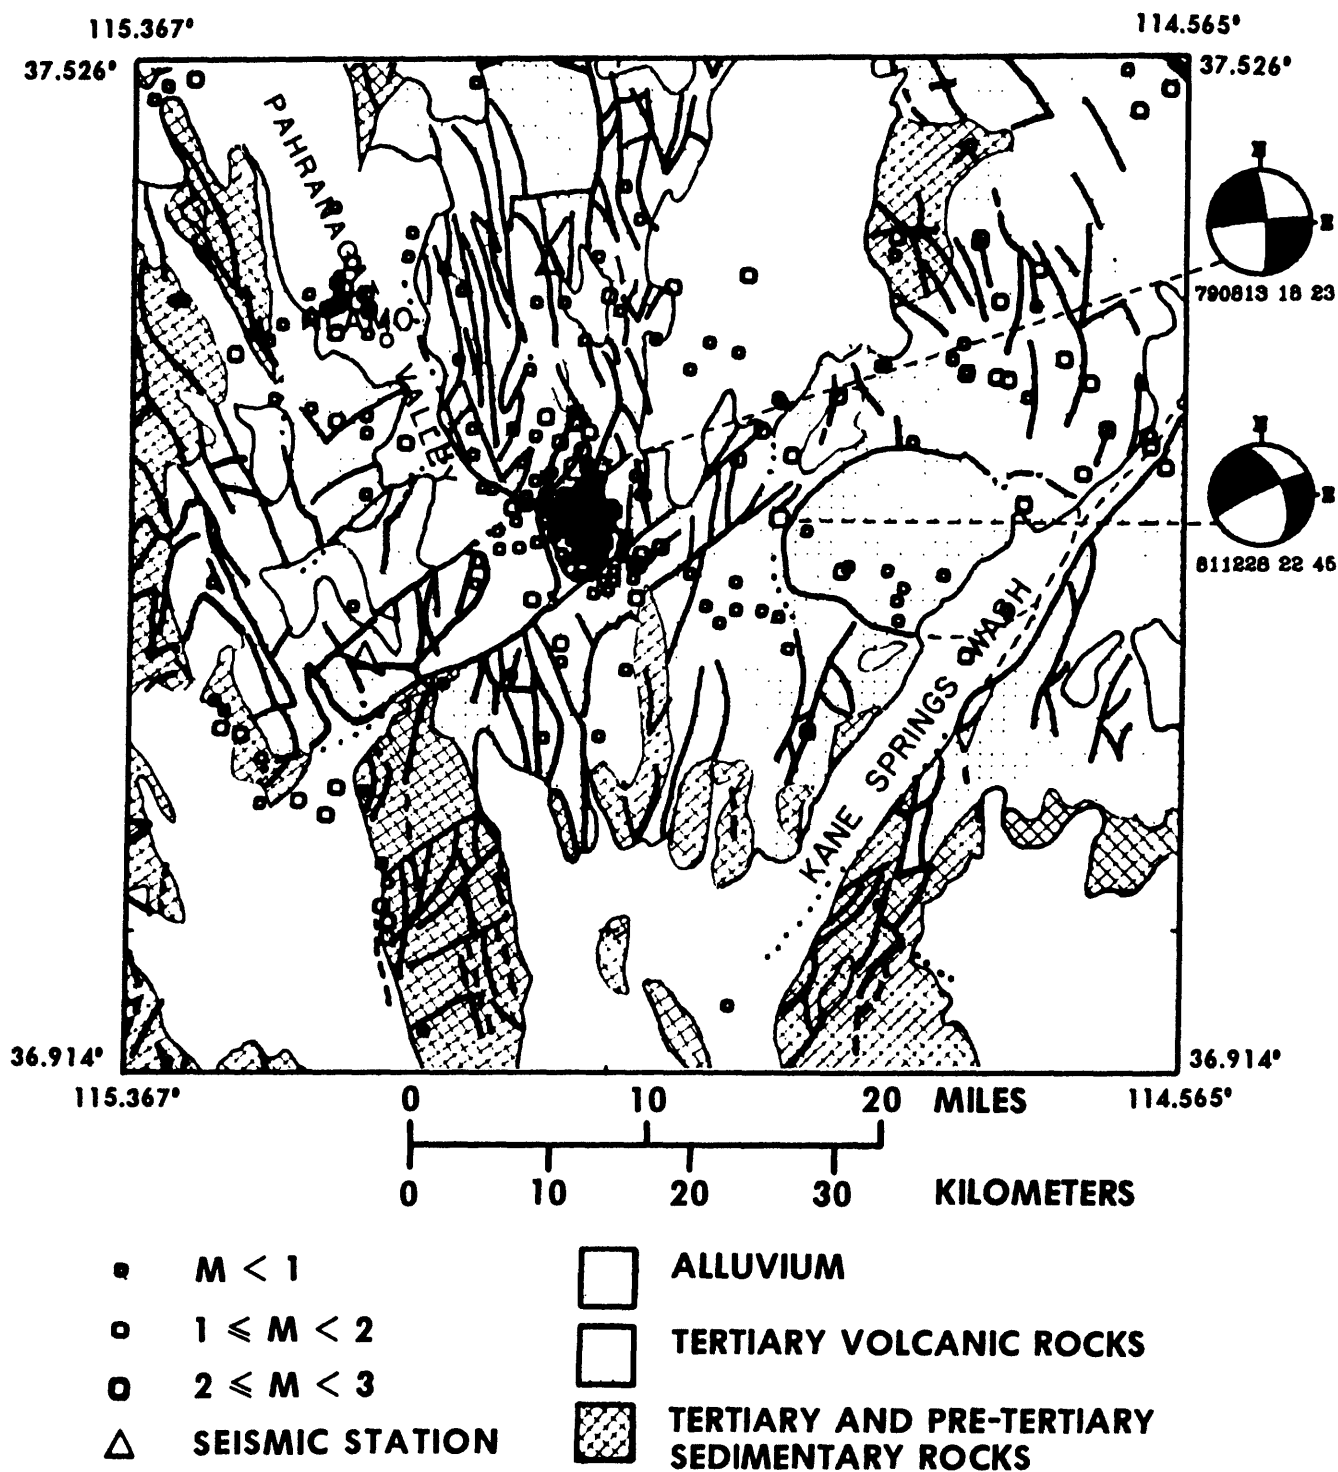 115.367°
114.565°
37.526°
37.526°
PAHRANAGAT
N
E
790813 18 23
ALAMO
VALLEY
N
E
811228 22 45
KANE SPRINGS WASH
36.914°
36.914°
115.367°
0 10 20 MILES
114.565°
0 10 20 30 KILOMETERS
M < 1
ALLUVIUM
1 ⩽ M < 2
TERTIARY VOLCANIC ROCKS
2 ⩽ M < 3
TERTIARY AND PRE-TERTIARY
SEDIMENTARY ROCKS
SEISMIC STATION